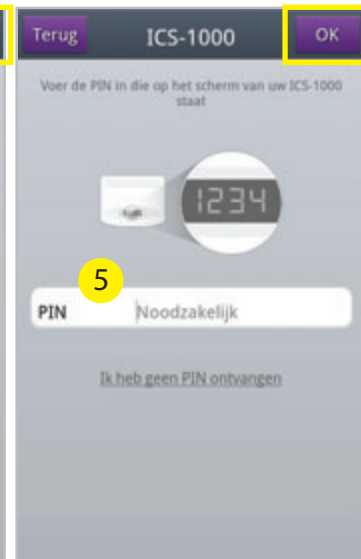 Terug ICS-1000 OK
Voer de PIN in die op het scherm van uw ICS-1000
staat
1234
5
PIN Noodzakelijk
Ik heb geen PIN ontvangen